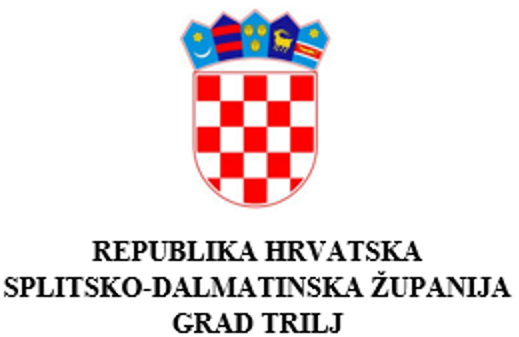 REPUBLIKA HRVATSKA
SPLITSKO-DALMATINSKA ŽUPANIJA
GRAD TRILJ